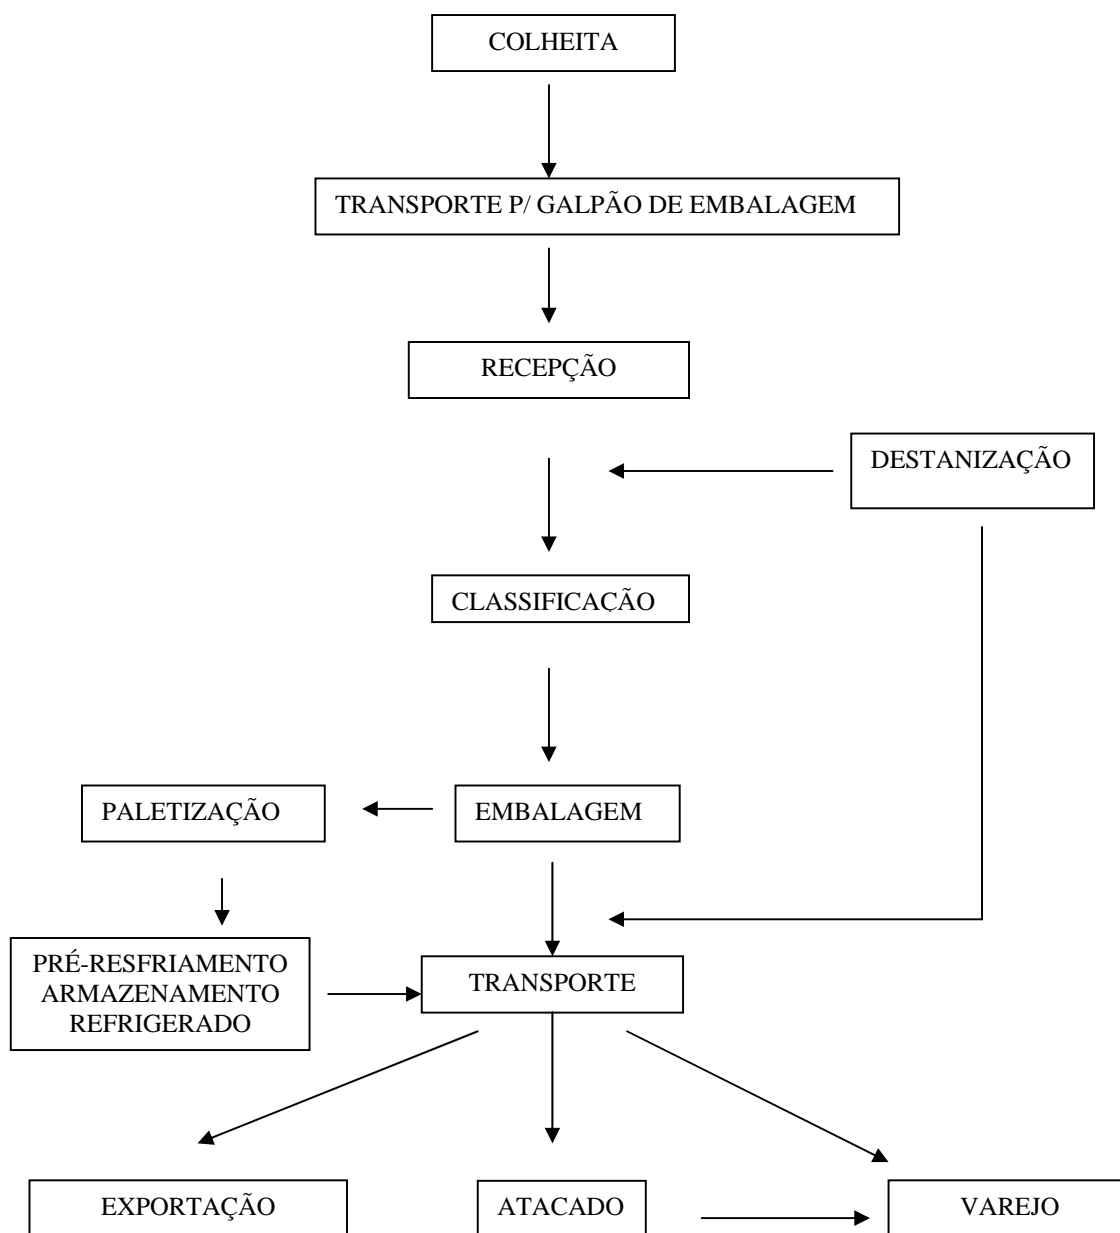 COLHEITA
TRANSPORTE P/ GALPÃO DE EMBALAGEM
RECEPÇÃO
DESTANIZAÇÃO
CLASSIFICAÇÃO
PALETIZAÇÃO
EMBALAGEM
PRÉ-RESFRIAMENTO
ARMAZENAMENTO
REFRIGERADO
TRANSPORTE
EXPORTAÇÃO
ATACADO
VAREJO